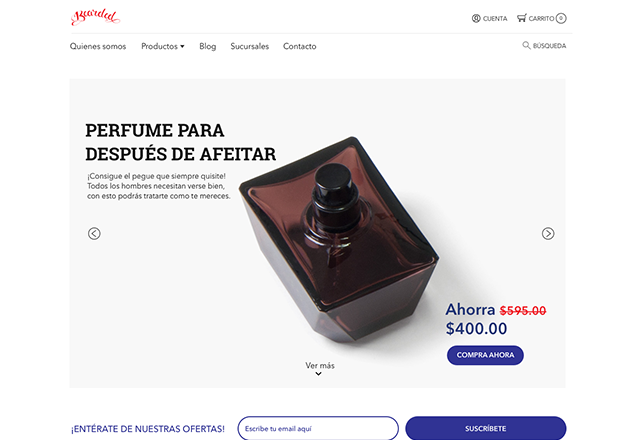 Bearded
CUENTA
CARRITO 0
Quienes somos Productos Blog Sucursales Contacto
BÚSQUEDA
PERFUME PARA
DESPUÉS DE AFEITAR
¡Consigue el pegue que siempre quisite!
Todos los hombres necesitan verse bien,
con esto podrás tratarte como te mereces.
Ahorra $595.00
$400.00
COMPRA AHORA
Ver más
¡ENTÉRATE DE NUESTRAS OFERTAS!
Escribe tu email aquí
SUSCRÍBETE